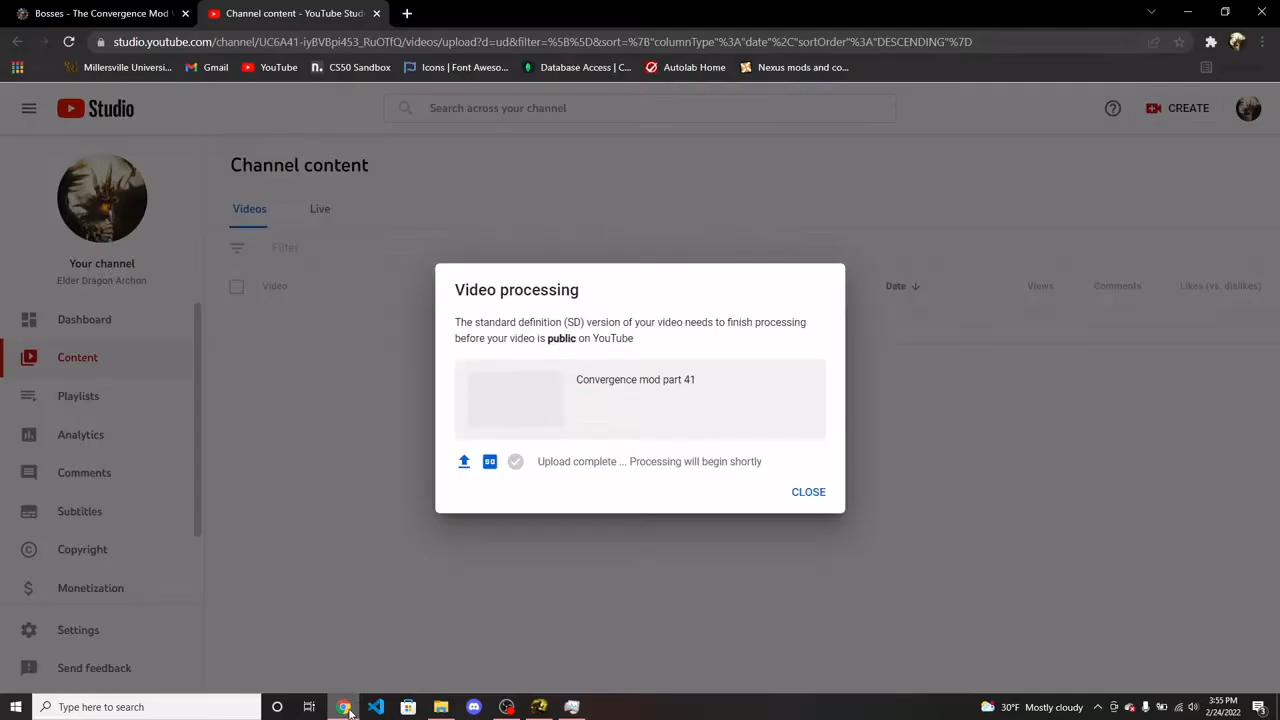 Bosses - The Convergence Mod
Channel content - YouTube Stud
studio.youtube.com/channel/UC6A41-iyBVBpi453_RuOTfQ/videos/upload?d=ud&filter=%5B%5D&sort=%7B"columnType"%3A"date"%2C"sortOrder"%3A"DESCENDING"%7D
Millersville Universi...
Gmail
YouTube
CS50 Sandbox
Icons | Font Aweso...
Database Access | C...
Autolab Home
Nexus mods and co...
Studio
Search across your channel
CREATE
Channel content
Videos
Live
Filter
Your channel
Elder Dragon Archon
Video
Date
Views
Comments
Likes (vs. dislikes)
Dashboard
Content
Playlists
Analytics
Comments
Subtitles
Copyright
Monetization
Settings
Send feedback
Video processing
The standard definition (SD) version of your video needs to finish processing
before your video is public on YouTube
Convergence mod part 41
SD
Upload complete ... Processing will begin shortly
CLOSE
Type here to search
30°F Mostly cloudy
3:55 PM
2/24/2022